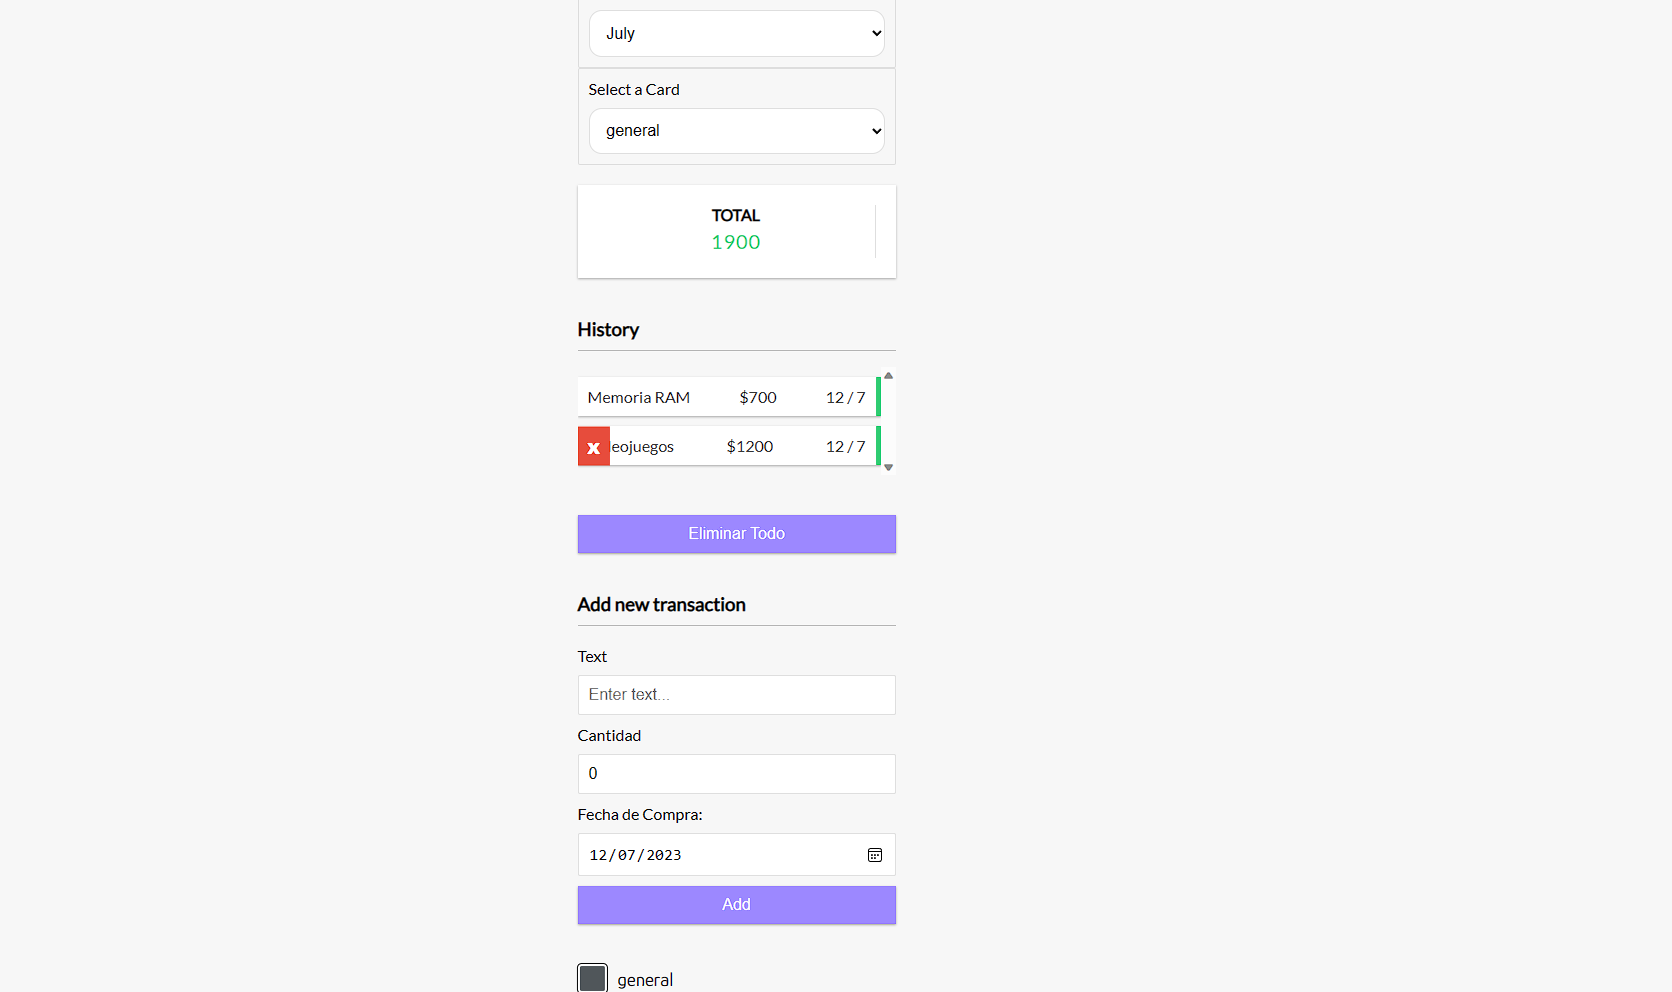 July
Select a Card
general
TOTAL
1900
History
Memoria RAM $700 12 / 7
x eojuegos $1200 12 / 7
Eliminar Todo
Add new transaction
Text
Enter text...
Cantidad
0
Fecha de Compra:
12/07/2023
Add
general